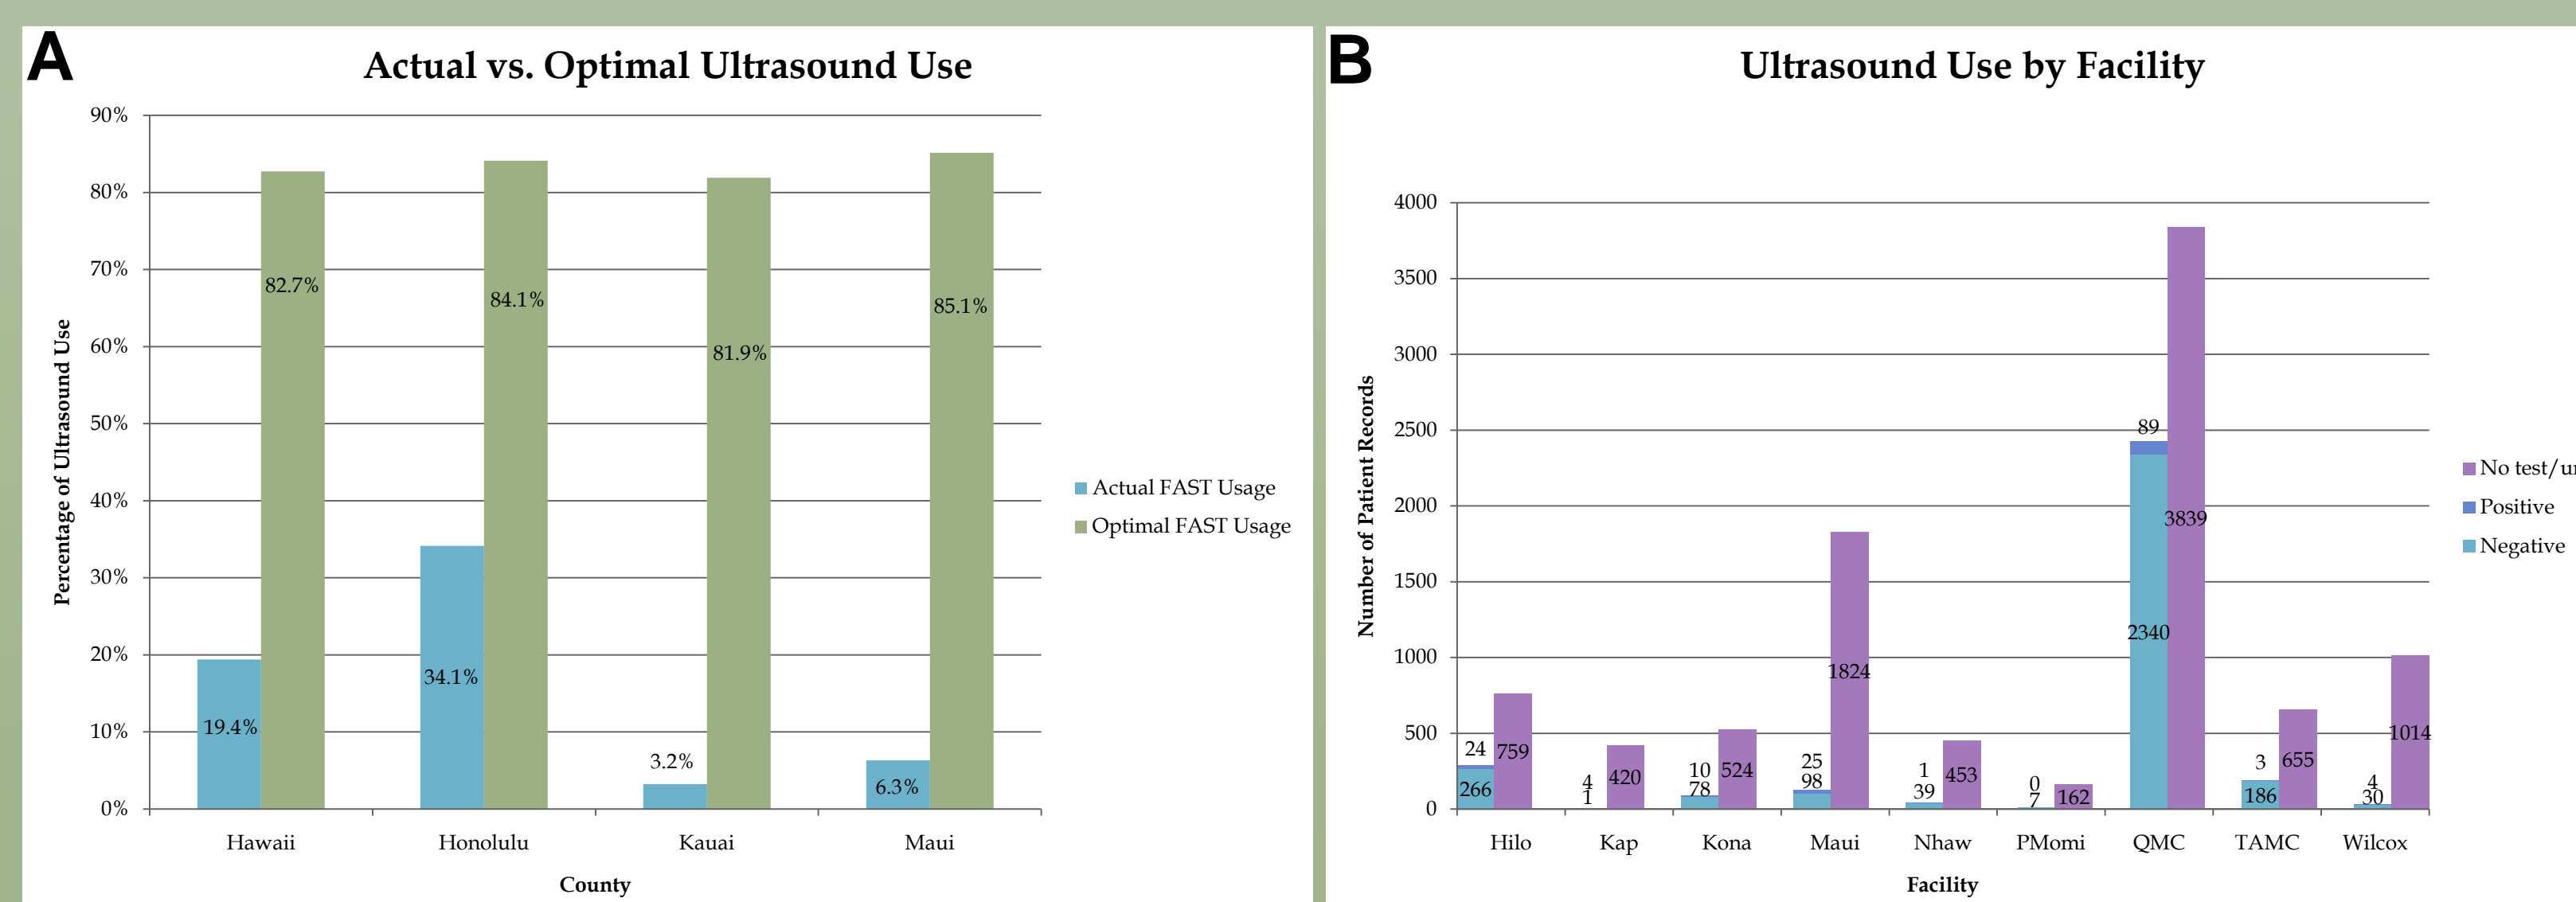 A
Actual vs. Optimal Ultrasound Use
90%
80%
70%
60%
50%
40%
30%
20%
10%
0%
Percentage of Ultrasound Use
82.7%
84.1%
81.9%
85.1%
19.4%
34.1%
3.2%
6.3%
Hawaii
Honolulu
Kauai
Maui
County
Actual FAST Usage
Optimal FAST Usage
B
Ultrasound Use by Facility
4000
3500
3000
2500
2000
1500
1000
500
0
Number of Patient Records
24
266
759
4
1
420
10
78
524
25
98
1824
1
39
453
0
7
162
89
2340
3839
3
186
655
4
30
1014
Hilo
Kap
Kona
Maui
Nhaw
PMomi
QMC
TAMC
Wilcox
Facility
No
Positive
Negative